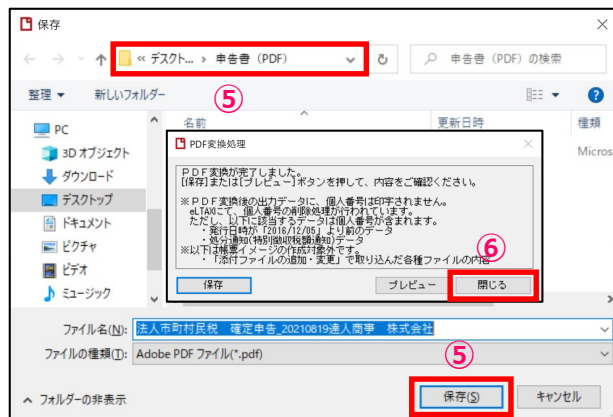 保存
« デスクト... › 申告書（PDF）
申告書（PDF）の検索
整理 新しいフォルダー
⑤
PC
3D オブジェクト
ダウンロード
デスクトップ
ドキュメント
ピクチャ
ビデオ
ミュージック
名前 更新日時 種類
Micros
PDF変換処理
ＰＤＦ変換が完了しました。
[保存]または[プレビュー]ボタンを押して、内容をご確認ください。
※ＰＤＦ変換後の出力データに、個人番号は印字されません。
eLTAXにて、個人番号の削除処理が行われています。
ただし、以下に該当するデータは個人番号が含まれます。
・発行日時が「2016/12/05」より前のデータ
・処分通知(特別徴収税額通知)データ
※以下は帳票イメージの作成対象外です。
・「添付ファイルの追加・変更」で取り込んだ各種ファイルの内容
⑥
保存 プレビュー 閉じる
ファイル名(N): 法人市町村民税 確定申告_20210819達人商事 株式会社
ファイルの種類(T): Adobe PDF ファイル(*.pdf)
⑤
フォルダーの非表示 保存(S) キャンセル